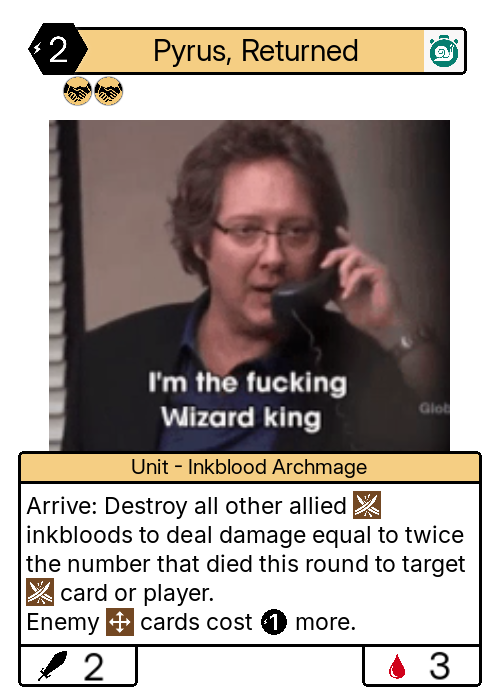 2 Pyrus, Returned
I'm the fucking
Wizard king
Glob
Unit - Inkblood Archmage
Arrive: Destroy all other allied
inkbloods to deal damage equal to twice
the number that died this round to target
card or player.
Enemy cards cost 1 more.
2 3